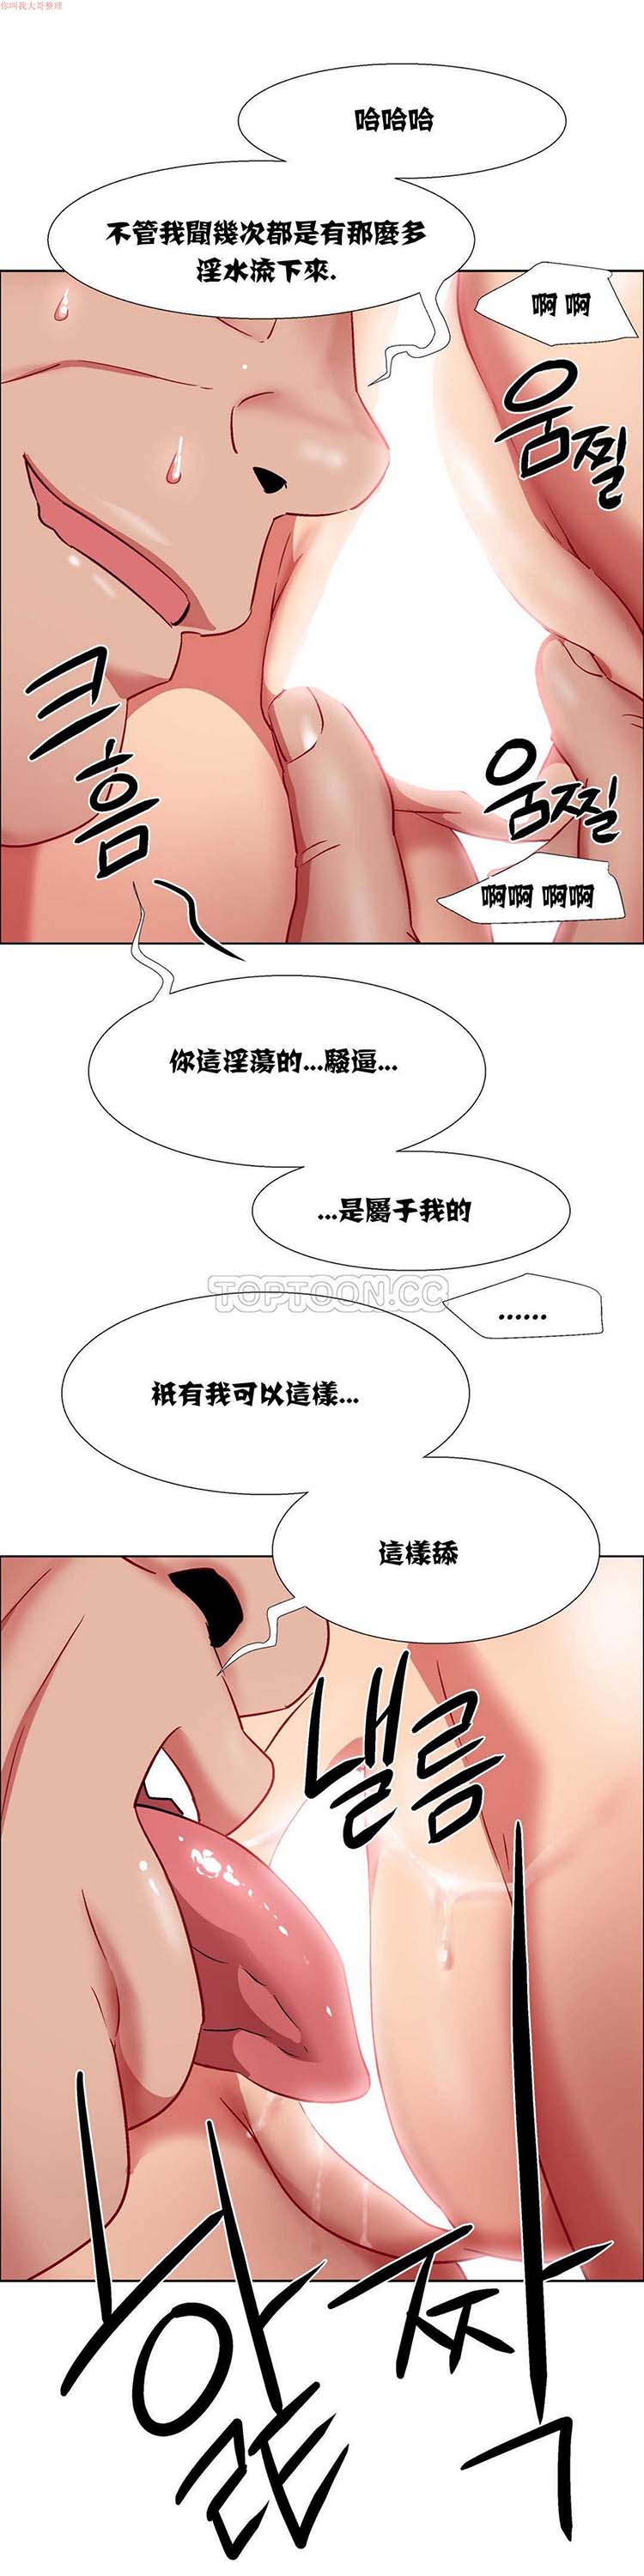 你叫我大哥整理
哈哈哈
不管我聞幾次都是有那麼多
淫水流下來.
啊 啊
움찔
크흠
움찔
啊啊 啊啊
你這淫蕩的...騷逼...
...是屬于我的
TOPTOON.CC
......
祇有我可以這樣...
這樣舔
낼름